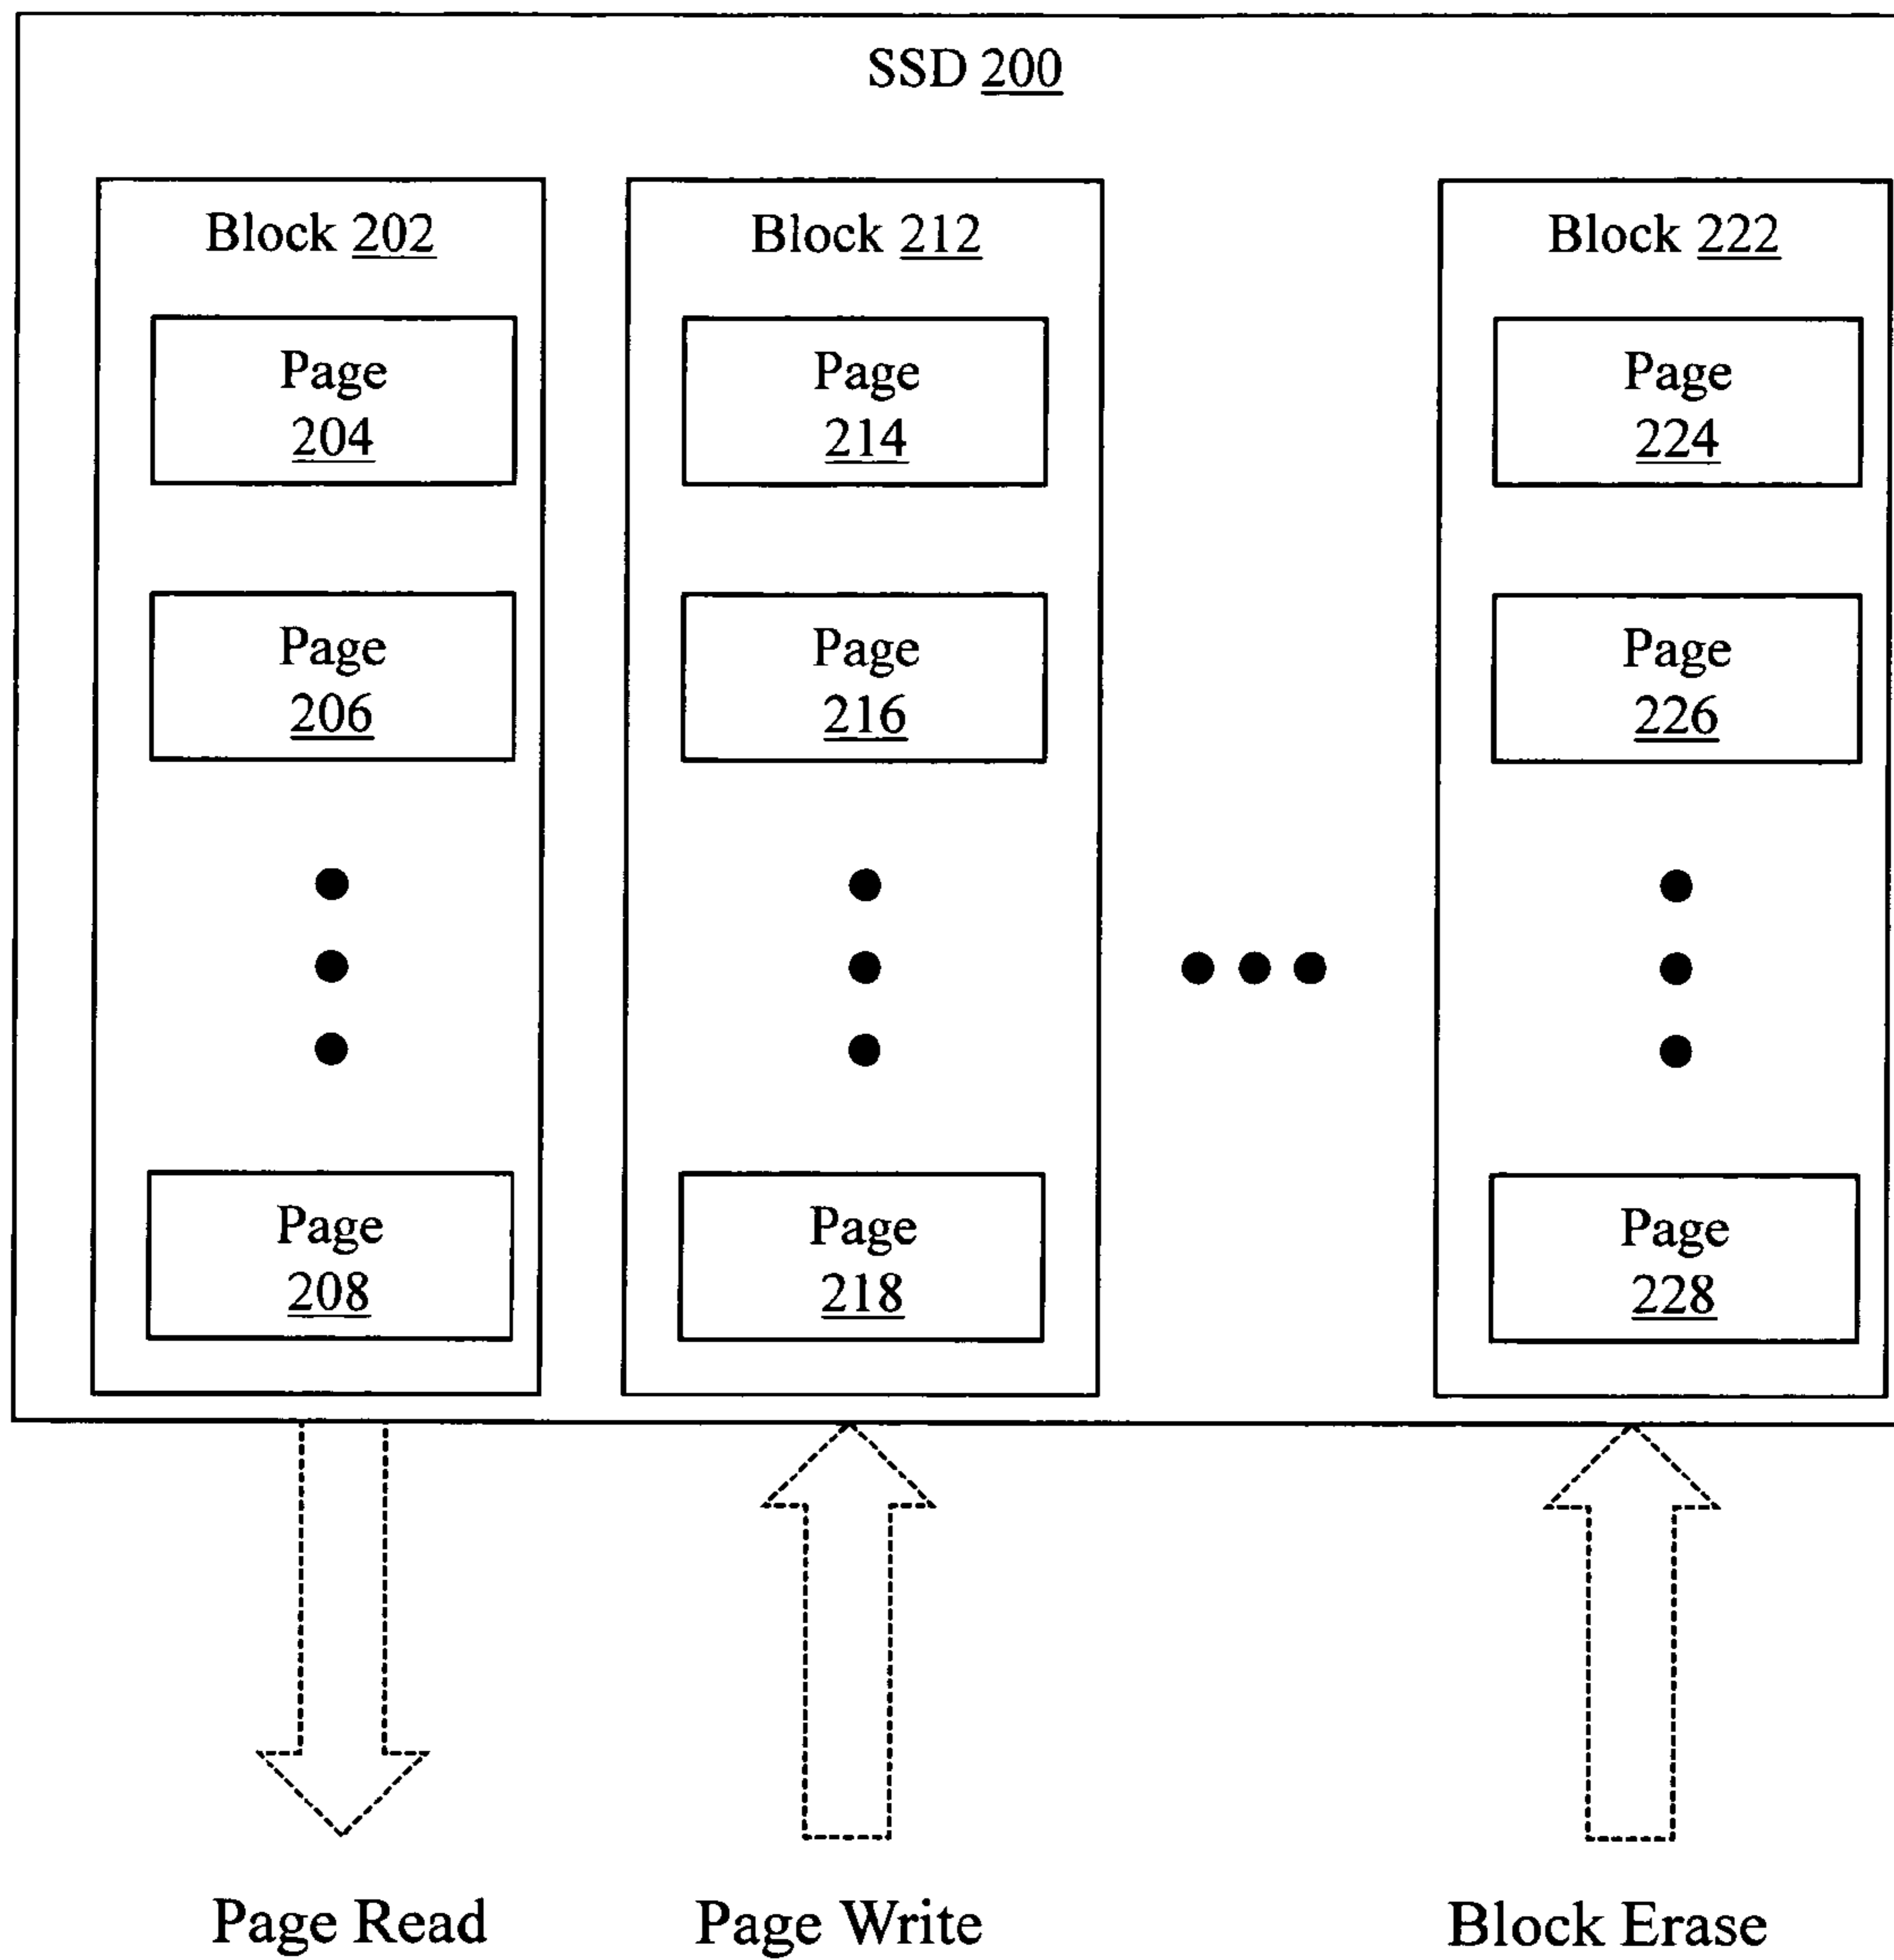 SSD 200
Block 202
Page
204
Page
206
Page
208
Block 212
Page
214
Page
216
Page
218
Block 222
Page
224
Page
226
Page
228
Page Read
Page Write
Block Erase